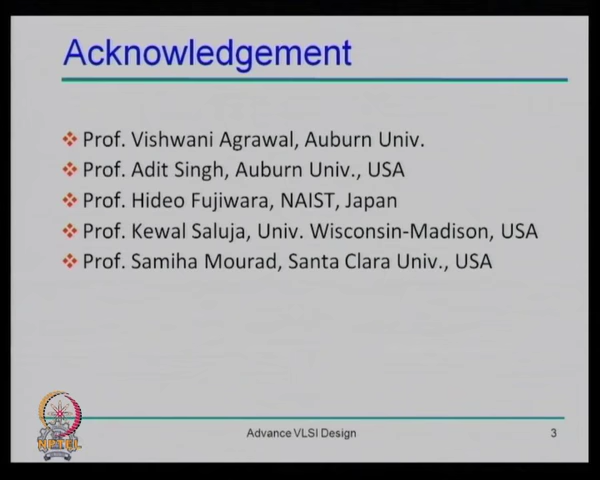 Acknowledgement
Prof. Vishwani Agrawal, Auburn Univ.
Prof. Adit Singh, Auburn Univ., USA
Prof. Hideo Fujiwara, NAIST, Japan
Prof. Kewal Saluja, Univ. Wisconsin-Madison, USA
Prof. Samiha Mourad, Santa Clara Univ., USA
NPTEL
Advance VLSI Design
3